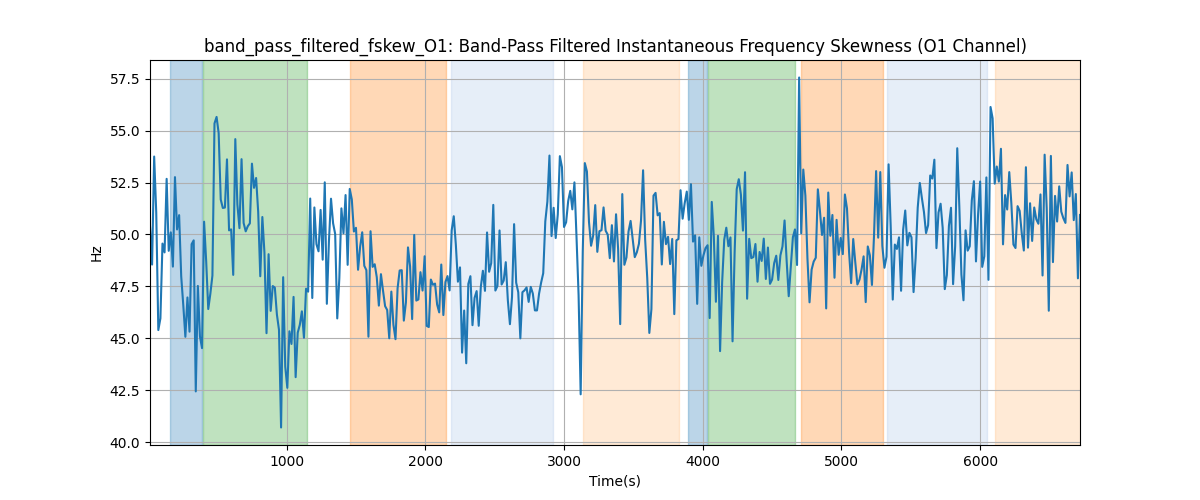 band_pass_filtered_fskew_O1: Band-Pass Filtered Instantaneous Frequency Skewness (O1 Channel)
57.5
55.0
52.5
50.0
47.5
45.0
42.5
40.0
Hz
1000 2000 3000 4000 5000 6000
Time(s)